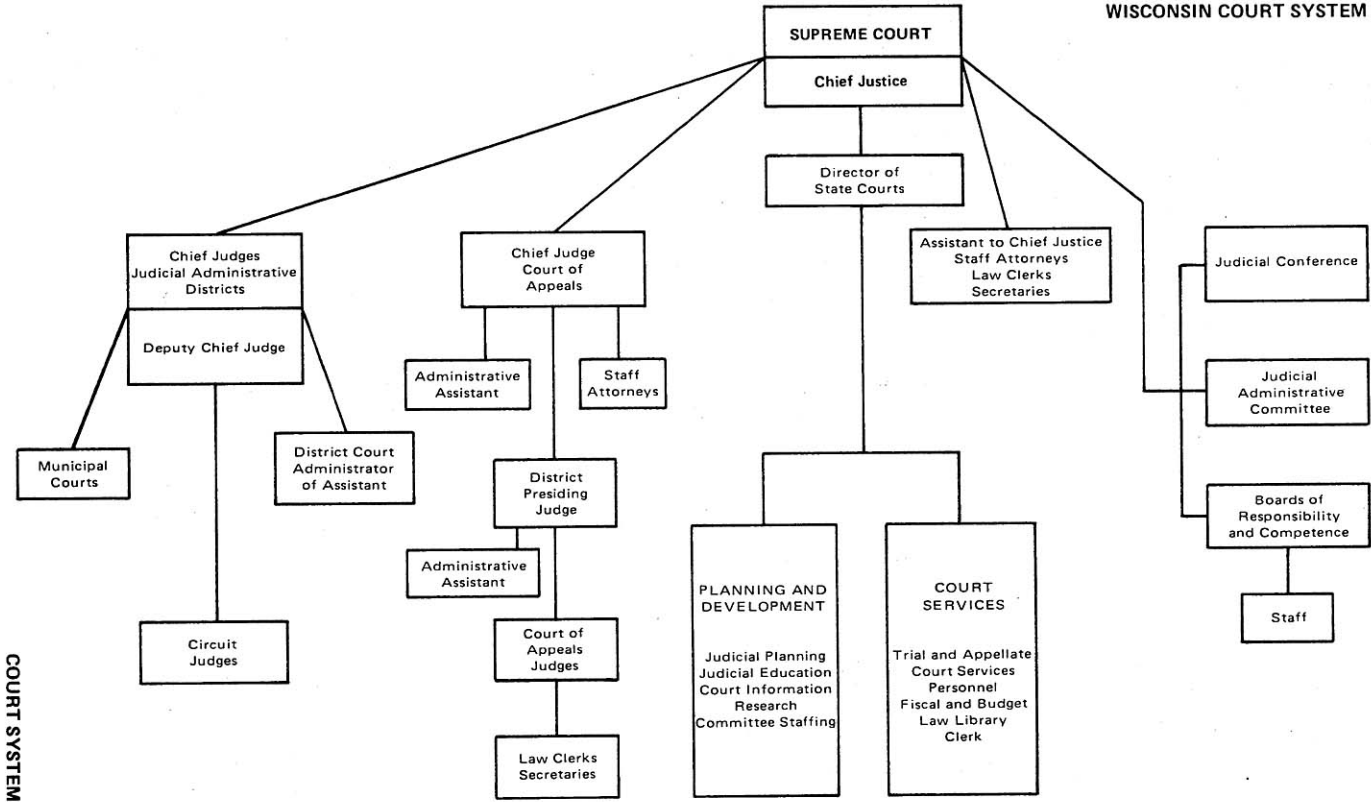 WISCONSIN COURT SYSTEM
SUPREME COURT
Chief Justice
Director of
State Courts
Chief Judges
Judicial Administrative
Districts
Deputy Chief Judge
Chief Judge
Court of
Appeals
Assistant to Chief Justice
Staff Attorneys
Law Clerks
Secretaries
Judicial Conference
Administrative
Assistant
Staff
Attorneys
Judicial
Administrative
Committee
Municipal
Courts
District Court
Administrator
of Assistant
District
Presiding
Judge
Boards of
Responsibility
and Competence
Administrative
Assistant
PLANNING AND
DEVELOPMENT
Judicial Planning
Judicial Education
Court Information
Research
Committee Staffing
COURT
SERVICES
Trial and Appellate
Court Services
Personnel
Fiscal and Budget
Law Library
Clerk
Staff
Circuit
Judges
Court of
Appeals
Judges
Law Clerks
Secretaries
COURT SYSTEM